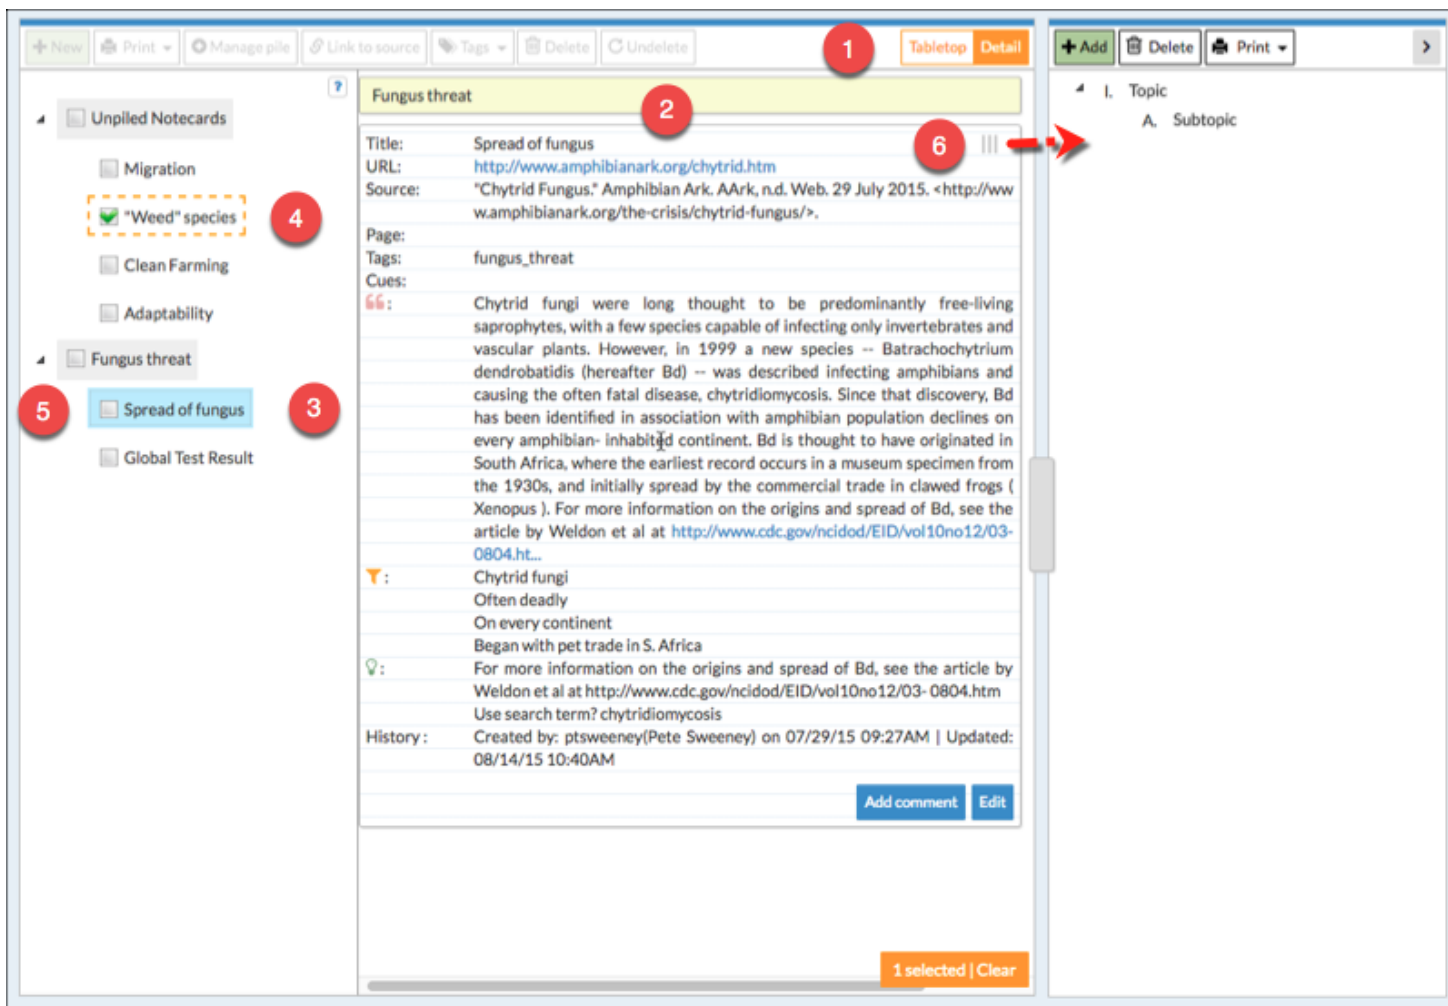 New Print Manage pile Link to source Tags Delete Undelete 1 Tabletop Detail
Add Delete Print >
?
Unpiled Notecards
Migration
"Weed" species 4
Clean Farming
Adaptability
Fungus threat
5 Spread of fungus 3
Global Test Result
Fungus threat 2
Title: Spread of fungus 6
URL: http://www.amphibianark.org/chytrid.htm
Source: "Chytrid Fungus." Amphibian Ark. AArk, n.d. Web. 29 July 2015. <http://ww
w.amphibianark.org/the-crisis/chytrid-fungus/>.
Page:
Tags: fungus_threat
Cues:
: Chytrid fungi were long thought to be predominantly free-living
saprophytes, with a few species capable of infecting only invertebrates and
vascular plants. However, in 1999 a new species -- Batrachochytrium
dendrobatidis (hereafter Bd) -- was described infecting amphibians and
causing the often fatal disease, chytridiomycosis. Since that discovery, Bd
has been identified in association with amphibian population declines on
every amphibian- inhabited continent. Bd is thought to have originated in
South Africa, where the earliest record occurs in a museum specimen from
the 1930s, and initially spread by the commercial trade in clawed frogs (
Xenopus ). For more information on the origins and spread of Bd, see the
article by Weldon et al at http://www.cdc.gov/ncidod/EID/vol10no12/03-
0804.ht...
: Chytrid fungi
Often deadly
On every continent
Began with pet trade in S. Africa
: For more information on the origins and spread of Bd, see the article by
Weldon et al at http://www.cdc.gov/ncidod/EID/vol10no12/03- 0804.htm
Use search term? chytridiomycosis
History : Created by: ptsweeney(Pete Sweeney) on 07/29/15 09:27AM | Updated:
08/14/15 10:40AM
Add comment Edit
1 selected | Clear
I. Topic
A. Subtopic